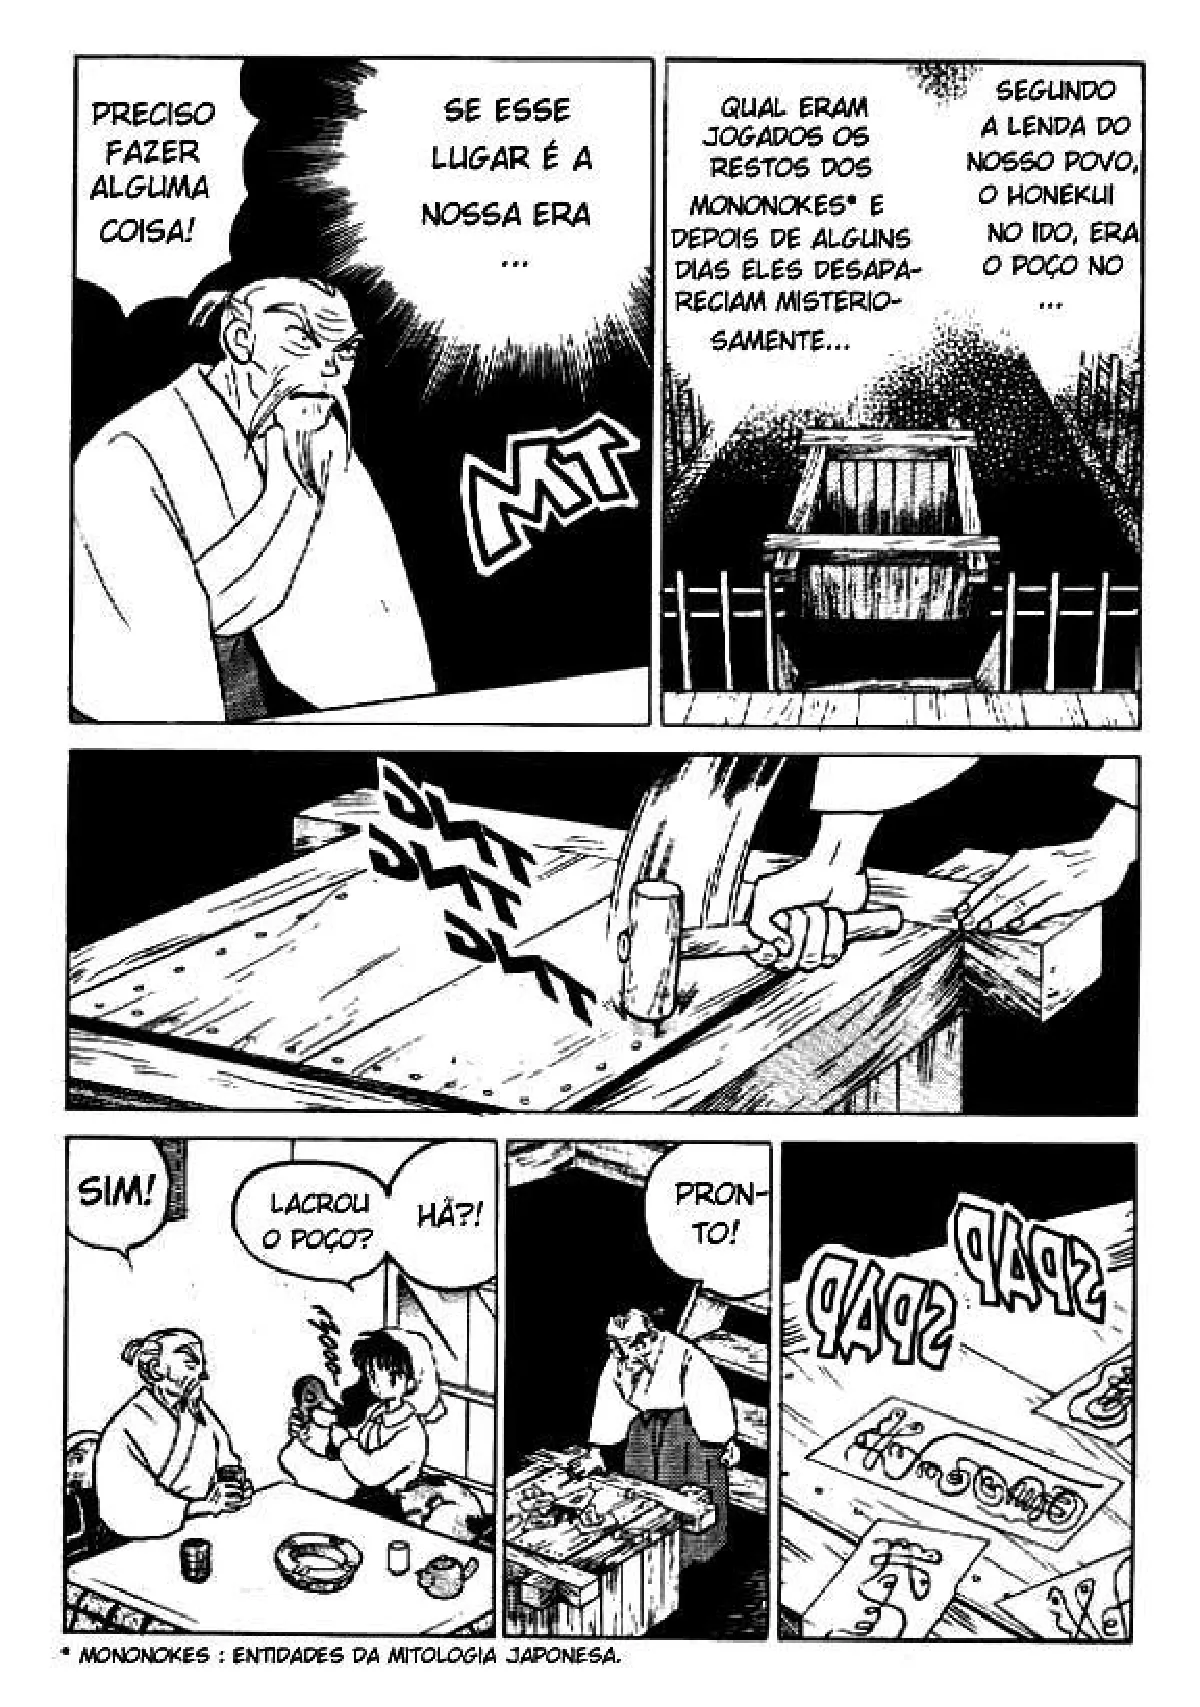 SEGUNDO
A LENDA DO
NOSSO POVO,
O HONEKUI
NO IDO, ERA
O POÇO NO
...
QUAL ERAM
JOGADOS OS
RESTOS DOS
MONONOKES* E
DEPOIS DE ALGUNS
DIAS ELES DESAPA-
RECIAM MISTERIO-
SAMENTE...
SE ESSE
LUGAR É A
NOSSA ERA
...
PRECISO
FAZER
ALGUMA
COISA!
SPAP
SPAP
PRON-
TO!
HÃ?!
LACROU
O POÇO?
SIM!
* MONONOKES : ENTIDADES DA MITOLOGIA JAPONESA.